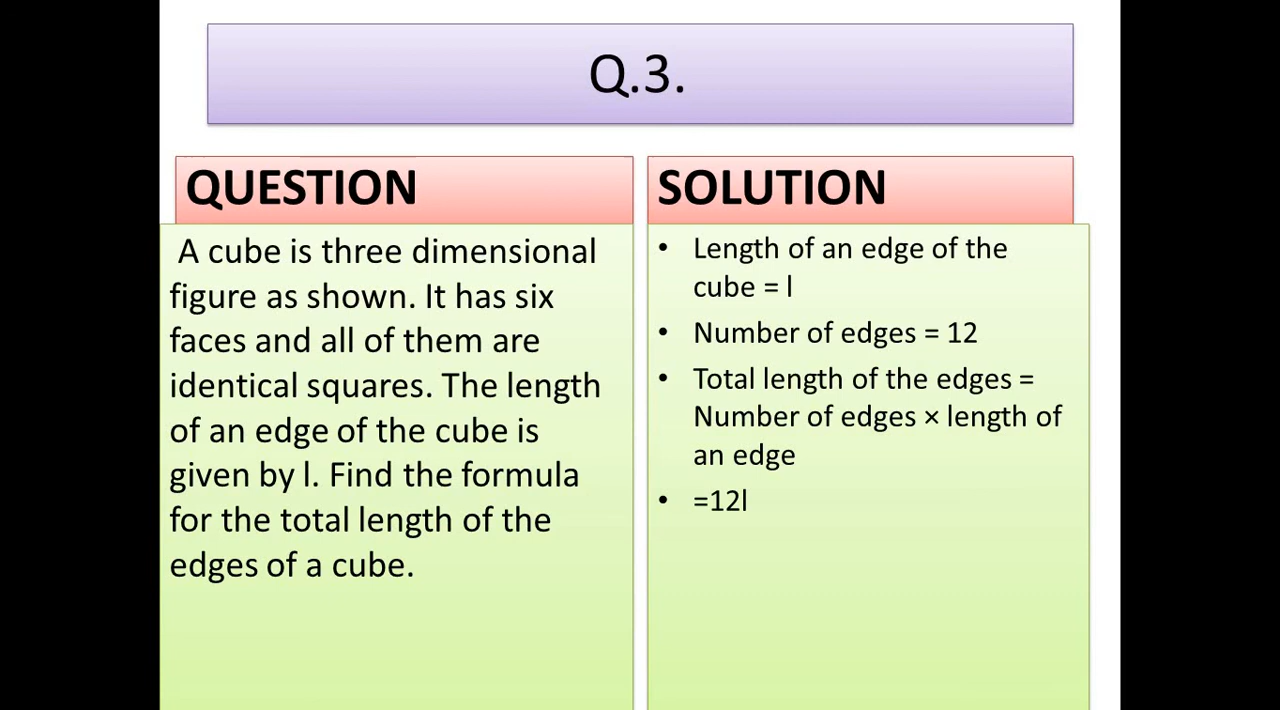 Q.3.
QUESTION
A cube is three dimensional
figure as shown. It has six
faces and all of them are
identical squares. The length
of an edge of the cube is
given by l. Find the formula
for the total length of the
edges of a cube.
SOLUTION
• Length of an edge of the
cube = l
• Number of edges = 12
• Total length of the edges =
Number of edges × length of
an edge
• =12l